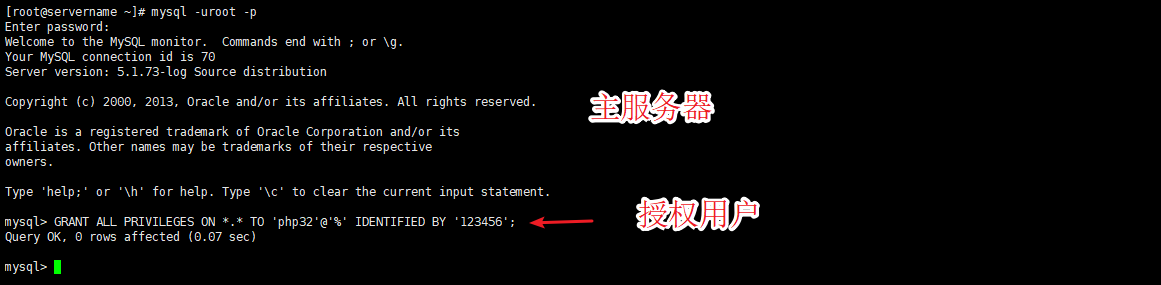 [root@servername ~]# mysql -uroot -p
Enter password:
Welcome to the MySQL monitor.  Commands end with ; or \g.
Your MySQL connection id is 70
Server version: 5.1.73-log Source distribution
Copyright (c) 2000, 2013, Oracle and/or its affiliates. All rights reserved.
主服务器
Oracle is a registered trademark of Oracle Corporation and/or its
affiliates. Other names may be trademarks of their respective
owners.
Type 'help;' or '\h' for help. Type '\c' to clear the current input statement.
mysql> GRANT ALL PRIVILEGES ON *.* TO 'php32'@'%' IDENTIFIED BY '123456';
授权用户
Query OK, 0 rows affected (0.07 sec)
mysql>